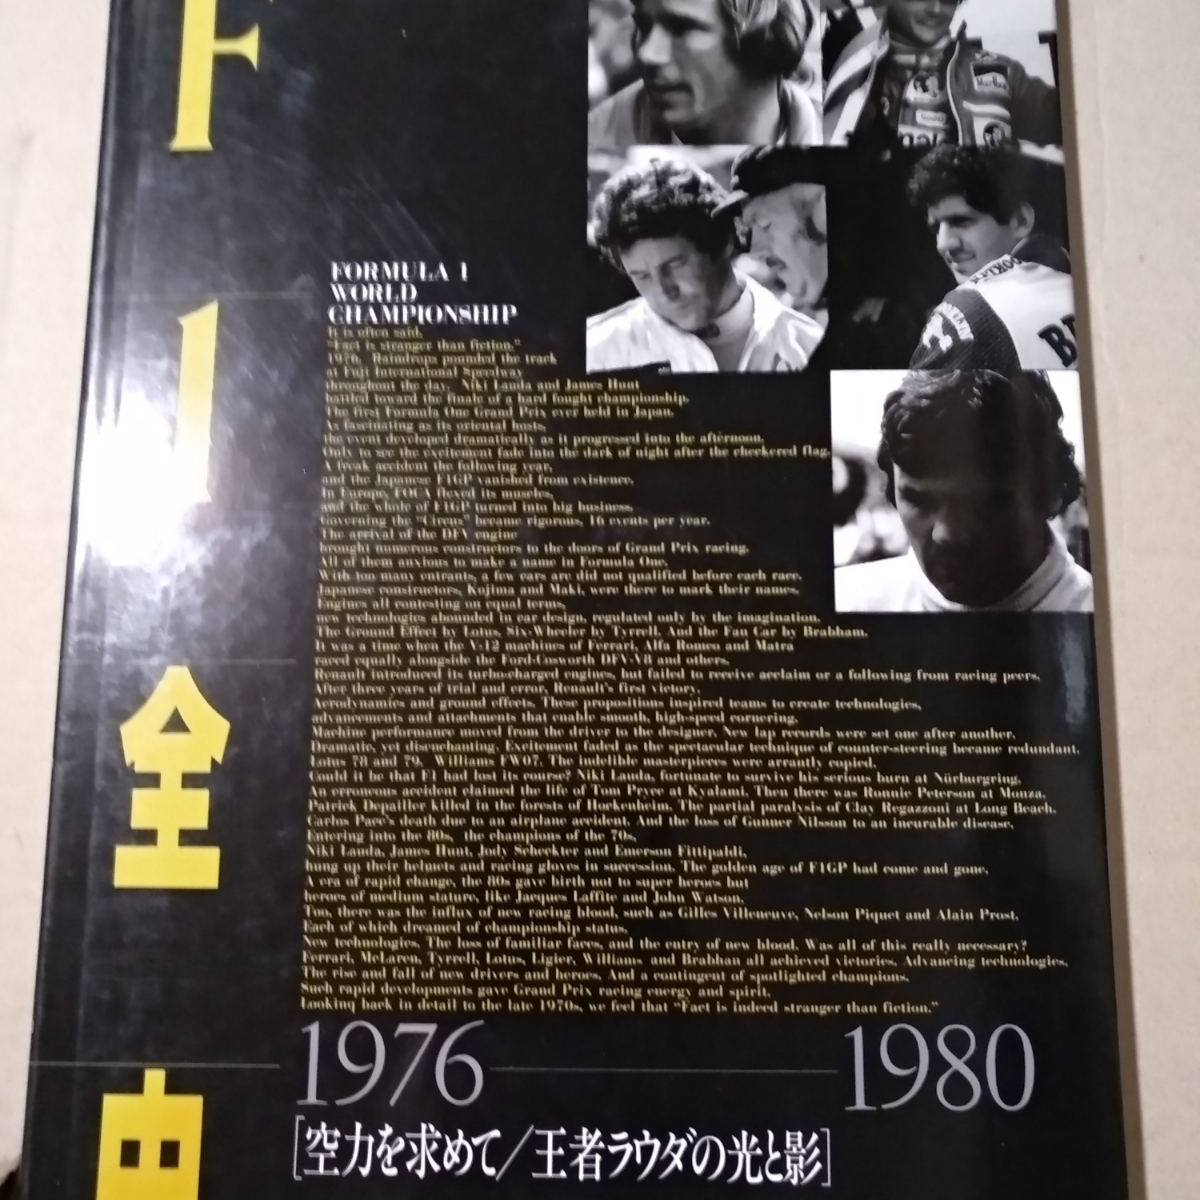 F
1
全
FORMULA 1
WORLD
CHAMPIONSHIP
It is often said,
"Fact is stranger than fiction."
1976. Raindrops pounded the track
at Fuji International Speedway
throughout the day. Niki Lauda and James Hunt
battled toward the finale of a hard fought championship.
The first Formula One Grand Prix ever held in Japan.
As fascinating as its oriental hosts,
the event developed dramatically as it progressed into the afternoon.
Only to see the excitement fade into the dark of night after the checkered flag.
A freak accident the following year,
and the Japanese F1GP vanished from existence.
In Europe, FOCA flexed its muscles,
and the whole of F1GP turned into big business.
Governing the "Circus" became rigorous, 16 events per year.
The arrival of the DFV engine
brought numerous constructors to the doors of Grand Prix racing.
All of them anxious to make a name in Formula One.
With too many entrants, a few cars are did not qualified before each race.
Japanese constructors, Kojima and Maki, were there to mark their names.
Engines all contesting on equal terms,
new technologies abounded in car design, regulated only by the imagination.
The Ground Effect by Lotus, Six-Wheeler by Tyrrell. And the Fan Car by Brabham.
It was a time when the V-12 machines of Ferrari, Alfa Romeo and Matra
raced equally alongside the Ford-Cosworth DFV-V8 and others.
Renault introduced its turbo-charged engines, but failed to receive acclaim or a following from racing peers.
After three years of trial and error, Renault's first victory.
Aerodynamics and ground effects. These propositions inspired teams to create technologies,
advancements and attachments that enable smooth, high-speed cornering.
Machine performance moved from the driver to the designer. New lap records were set one after another.
Dramatic, yet disenchanting. Excitement faded as the spectacular technique of counter-steering became redundant.
Lotus 78 and 79, Williams FW07. The indelible masterpieces were arrantly copied.
Could it be that F1 had lost its course? Niki Lauda, fortunate to survive his serious burn at Nürburgring.
An erroneous accident claimed the life of Tom Pryce at Kyalami. Then there was Ronnie Peterson at Monza.
Patrick Depailler killed in the forests of Hockenheim. The partial paralysis of Clay Regazzoni at Long Beach.
Carlos Pace's death due to an airplane accident. And the loss of Gunner Nilsson to an incurable disease.
Entering into the 80s, the champions of the 70s,
Niki Lauda, James Hunt, Jody Scheckter and Emerson Fittipaldi,
hung up their helmets and racing gloves in succession. The golden age of F1GP had come and gone.
A era of rapid change, the 80s gave birth not to super heroes but
heroes of medium stature, like Jacques Laffite and John Watson.
Too, there was the influx of new racing blood, such as Gilles Villeneuve, Nelson Piquet and Alain Prost.
Each of which dreamed of championship status.
New technologies. The loss of familiar faces, and the entry of new blood. Was all of this really necessary?
Ferrari, McLaren, Tyrrell, Lotus, Ligier, Williams and Brabhan all achieved victories. Advancing technologies.
The rise and fall of new drivers and heroes. And a contingent of spotlighted champions.
Such rapid developments gave Grand Prix racing energy and spirit.
Looking back in detail to the late 1970s, we feel that "Fact is indeed stranger than fiction."
1976 1980
[空力を求めて/王者ラウダの光と影]